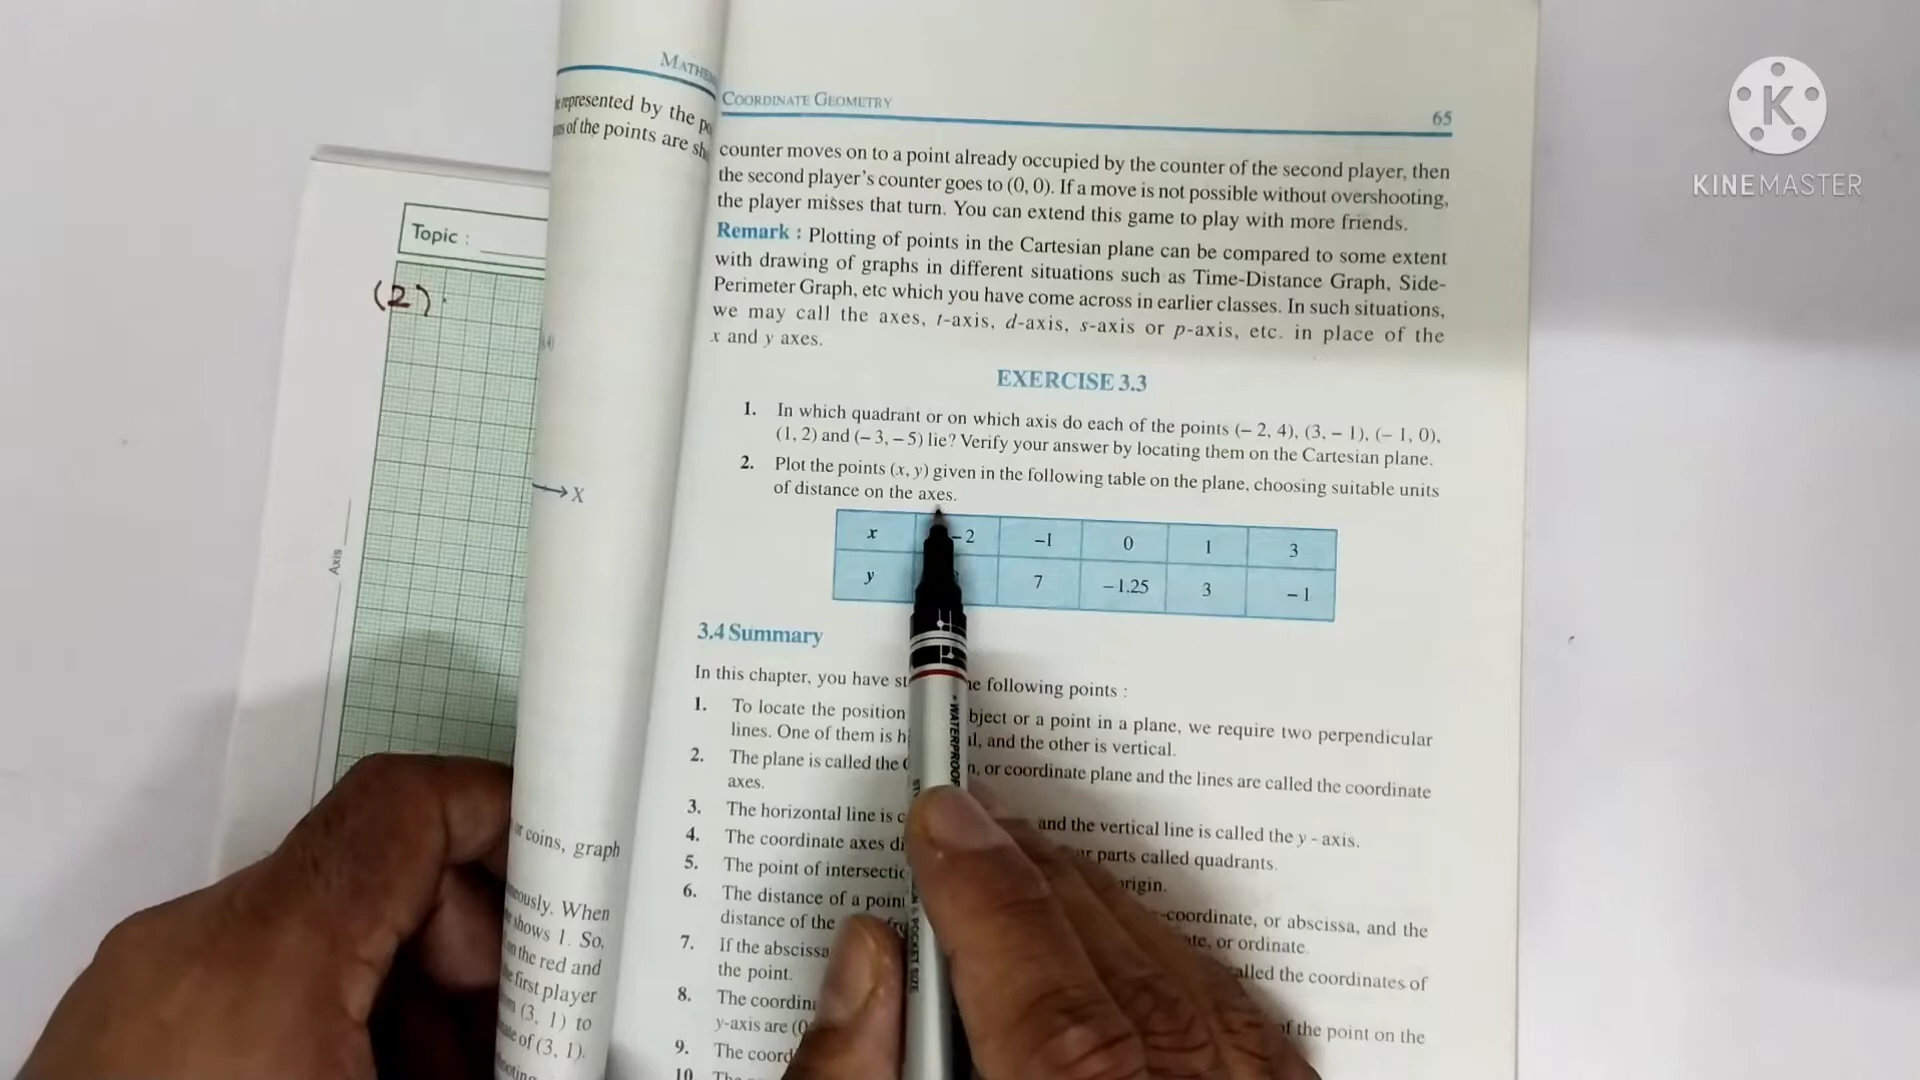 KINEMASTER
MATHE
represented by the
of the points are
Topic :
(2)
X
Axis
coins, graph
When
shows 1. So,
the red and
first player
(3, 1) to
of (3, 1).
COORDINATE GEOMETRY
65
counter moves on to a point already occupied by the counter of the second player, then
the second player's counter goes to (0, 0). If a move is not possible without overshooting,
the player misses that turn. You can extend this game to play with more friends.
Remark : Plotting of points in the Cartesian plane can be compared to some extent
with drawing of graphs in different situations such as Time-Distance Graph, Side-
Perimeter Graph, etc which you have come across in earlier classes. In such situations,
we may call the axes, t-axis, d-axis, s-axis or p-axis, etc. in place of the
x and y axes.
EXERCISE 3.3
1. In which quadrant or on which axis do each of the points (– 2, 4), (3, – 1), (– 1, 0),
(1, 2) and (– 3, – 5) lie? Verify your answer by locating them on the Cartesian plane.
2. Plot the points (x, y) given in the following table on the plane, choosing suitable units
of distance on the axes.
x – 2 –1 0 1 3
y 7 – 1.25 3 – 1
3.4 Summary
In this chapter, you have following points :
1. To locate the position object or a point in a plane, we require two perpendicular
lines. One of them is and the other is vertical.
2. The plane is called the or coordinate plane and the lines are called the coordinate
axes.
3. The horizontal line is and the vertical line is called the y - axis.
4. The coordinate axes parts called quadrants.
5. The point of origin.
6. The distance of a point -coordinate, or abscissa, and the
distance of the or ordinate.
7. If the abscissa called the coordinates of
the point.
8. The of the point on the
y-axis are
9. The
10.